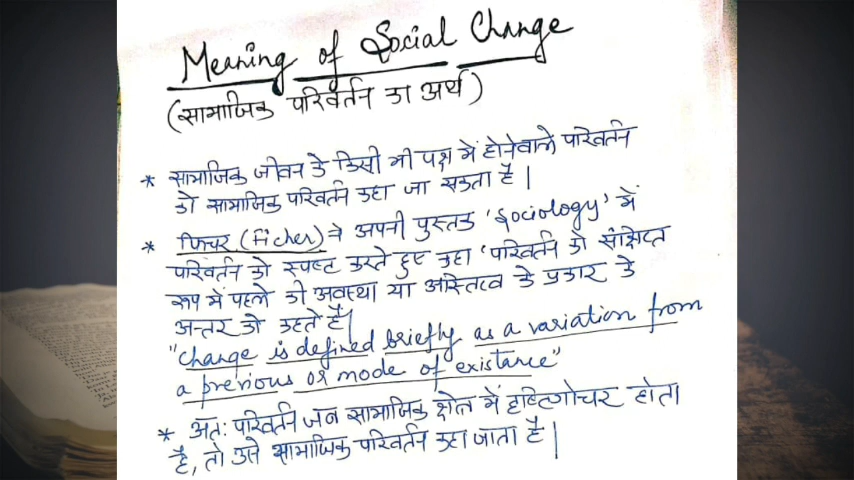 Meaning of Social Change
(सामाजिक परिवर्तन का अर्थ)
* सामाजिक जीवन के किसी भी पक्ष में होनेवाले परिवर्तन
को सामाजिक परिवर्तन कहा जा सकता है |
* फिचर (Ficher) ने अपनी पुस्तक 'Sociology' में
परिवर्तन को स्पष्ट करते हुए कहा 'परिवर्तन को संक्षिप्त
रूप में पहले की अवस्था या अस्तित्व के प्रकार के
अन्तर को कहते हैं|
"Change is defined briefly as a variation from
a previous or mode of existance"
* अतः परिवर्तन जब सामाजिक क्षेत्र में दृष्टिगोचर होता
है, तो उसे सामाजिक परिवर्तन कहा जाता है |